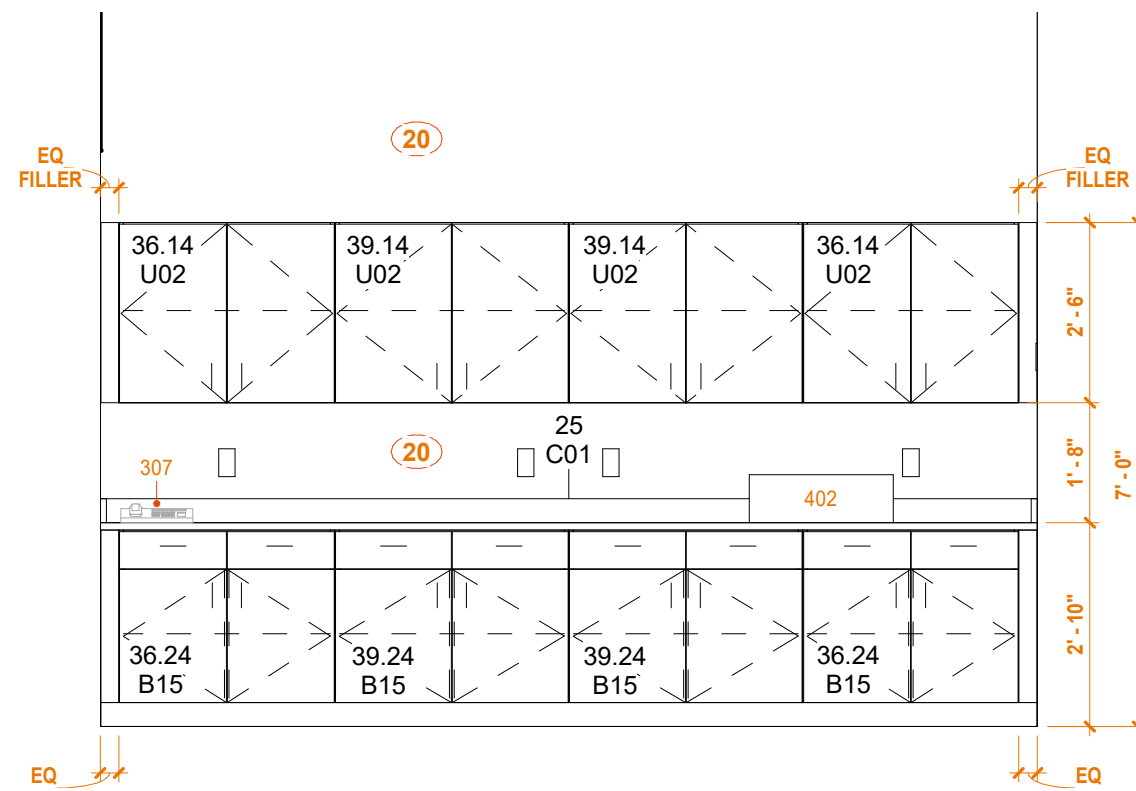 20
EQ
FILLER
EQ
FILLER
36.14
U02
39.14
U02
39.14
U02
36.14
U02
2' - 6"
25
C01
20
307
402
1' - 8"
7' - 0"
36.24
B15
39.24
B15
39.24
B15
36.24
B15
2' - 10"
EQ
EQ